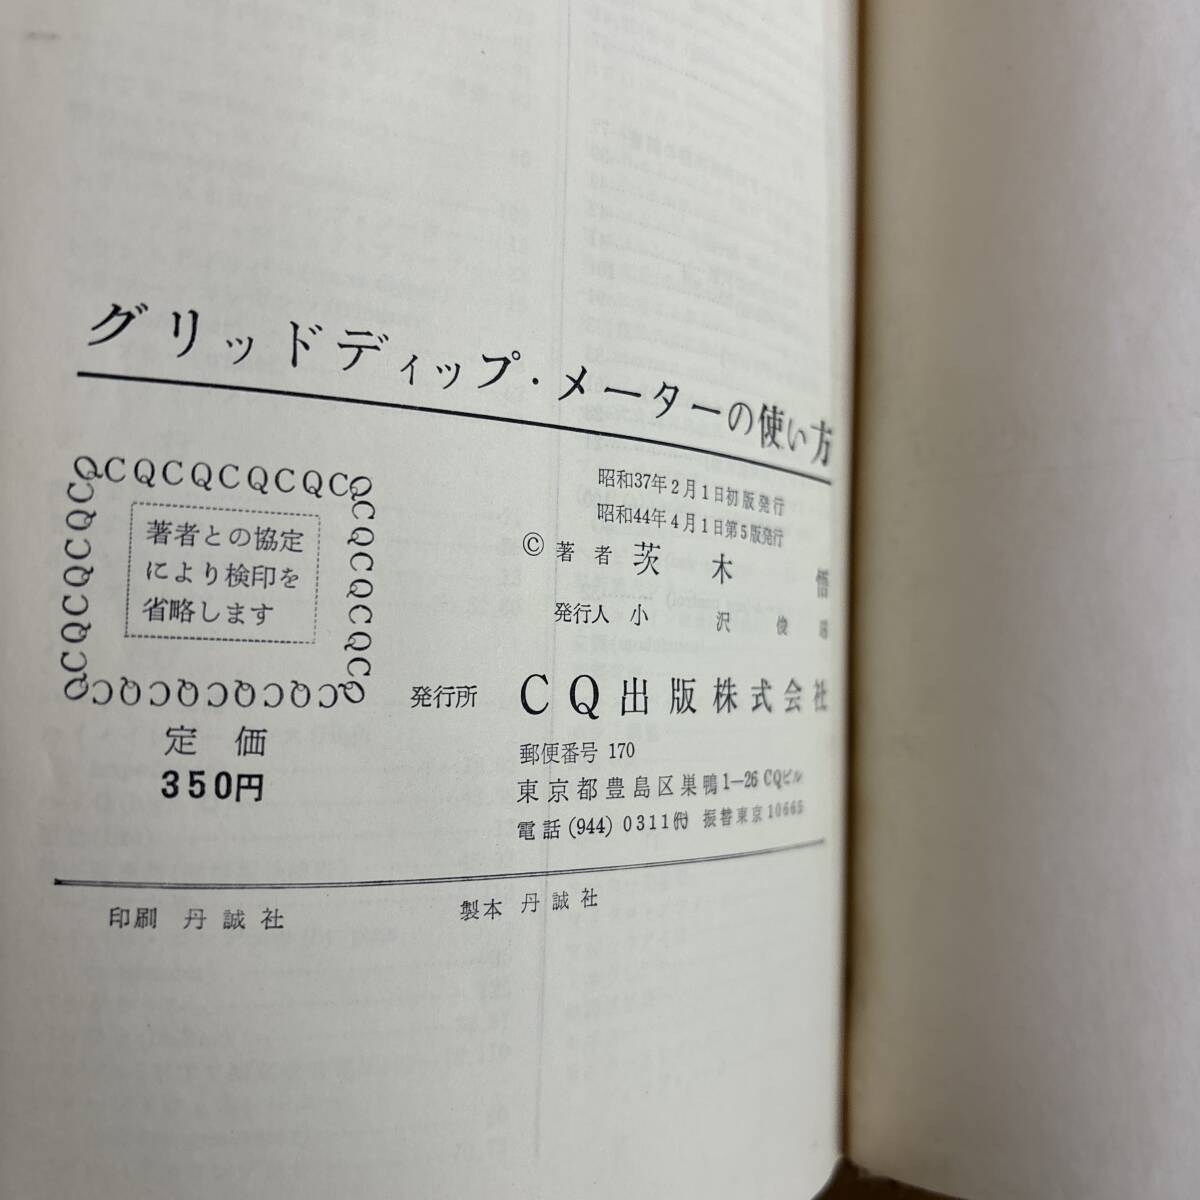 グリッドディップ・メーターの使い方
CQCQCQCQCQ
著者との協定
により検印を
省略します
定価
350円
昭和37年2月1日初版発行
昭和44年4月1日第5版発行
© 著者 茨木 悟
発行人 小沢俊
発行所 CQ出版株式会社
郵便番号 170
東京都豊島区巣鴨1−26 CQビル
電話 (944) 0311㈹ 振替東京10665
印刷 丹誠社 製本 丹誠社